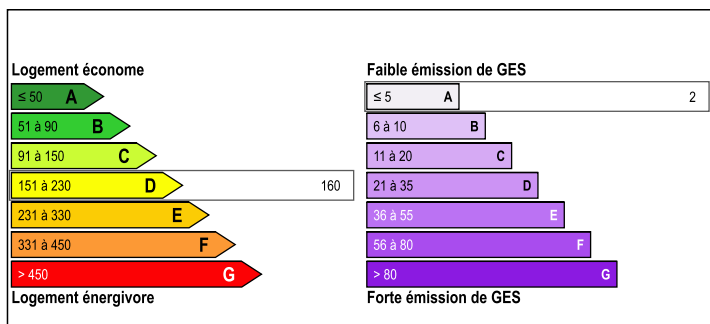 Logement économe
≤ 50 A
51 à 90 B
91 à 150 C
151 à 230 D 160
231 à 330 E
331 à 450 F
> 450 G
Logement énergivore
Faible émission de GES
≤ 5 A 2
6 à 10 B
11 à 20 C
21 à 35 D
36 à 55 E
56 à 80 F
> 80 G
Forte émission de GES